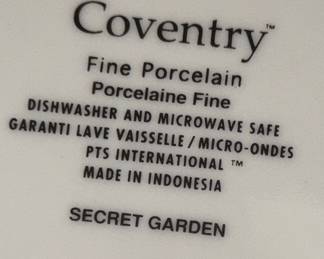 Coventry™
Fine Porcelain
Porcelaine Fine
DISHWASHER AND MICROWAVE SAFE
GARANTI LAVE VAISSELLE / MICRO-ONDES
PTS INTERNATIONAL ™
MADE IN INDONESIA
SECRET GARDEN